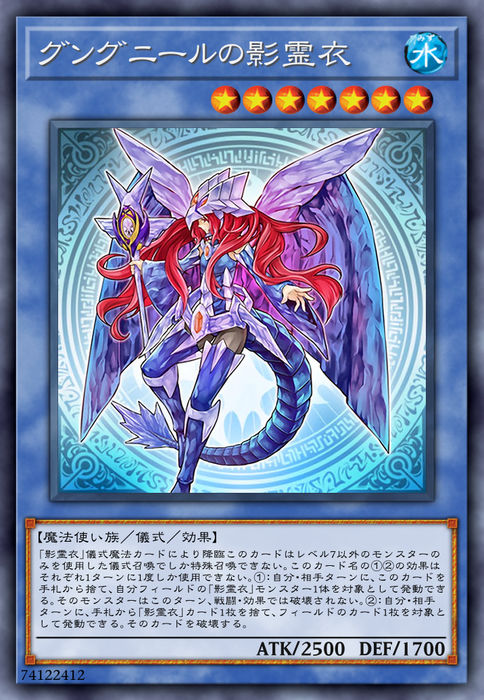 グングニールの影霊衣
みず
水
【魔法使い族／儀式／効果】
「影霊衣」儀式魔法カードにより降臨このカードはレベル7以外のモンスターの
みを使用した儀式召喚でしか特殊召喚できない。このカード名の①②の効果は
それぞれ1ターンに1度しか使用できない。①：自分・相手ターンに、このカードを
手札から捨て、自分フィールドの「影霊衣」モンスター1体を対象として発動でき
る。そのモンスターはこのターン、戦闘・効果では破壊されない。②：自分・相手
ターンに、手札から「影霊衣」カード1枚を捨て、フィールドのカード1枚を対象と
して発動できる。そのカードを破壊する。
ATK/2500 DEF/1700
74122412